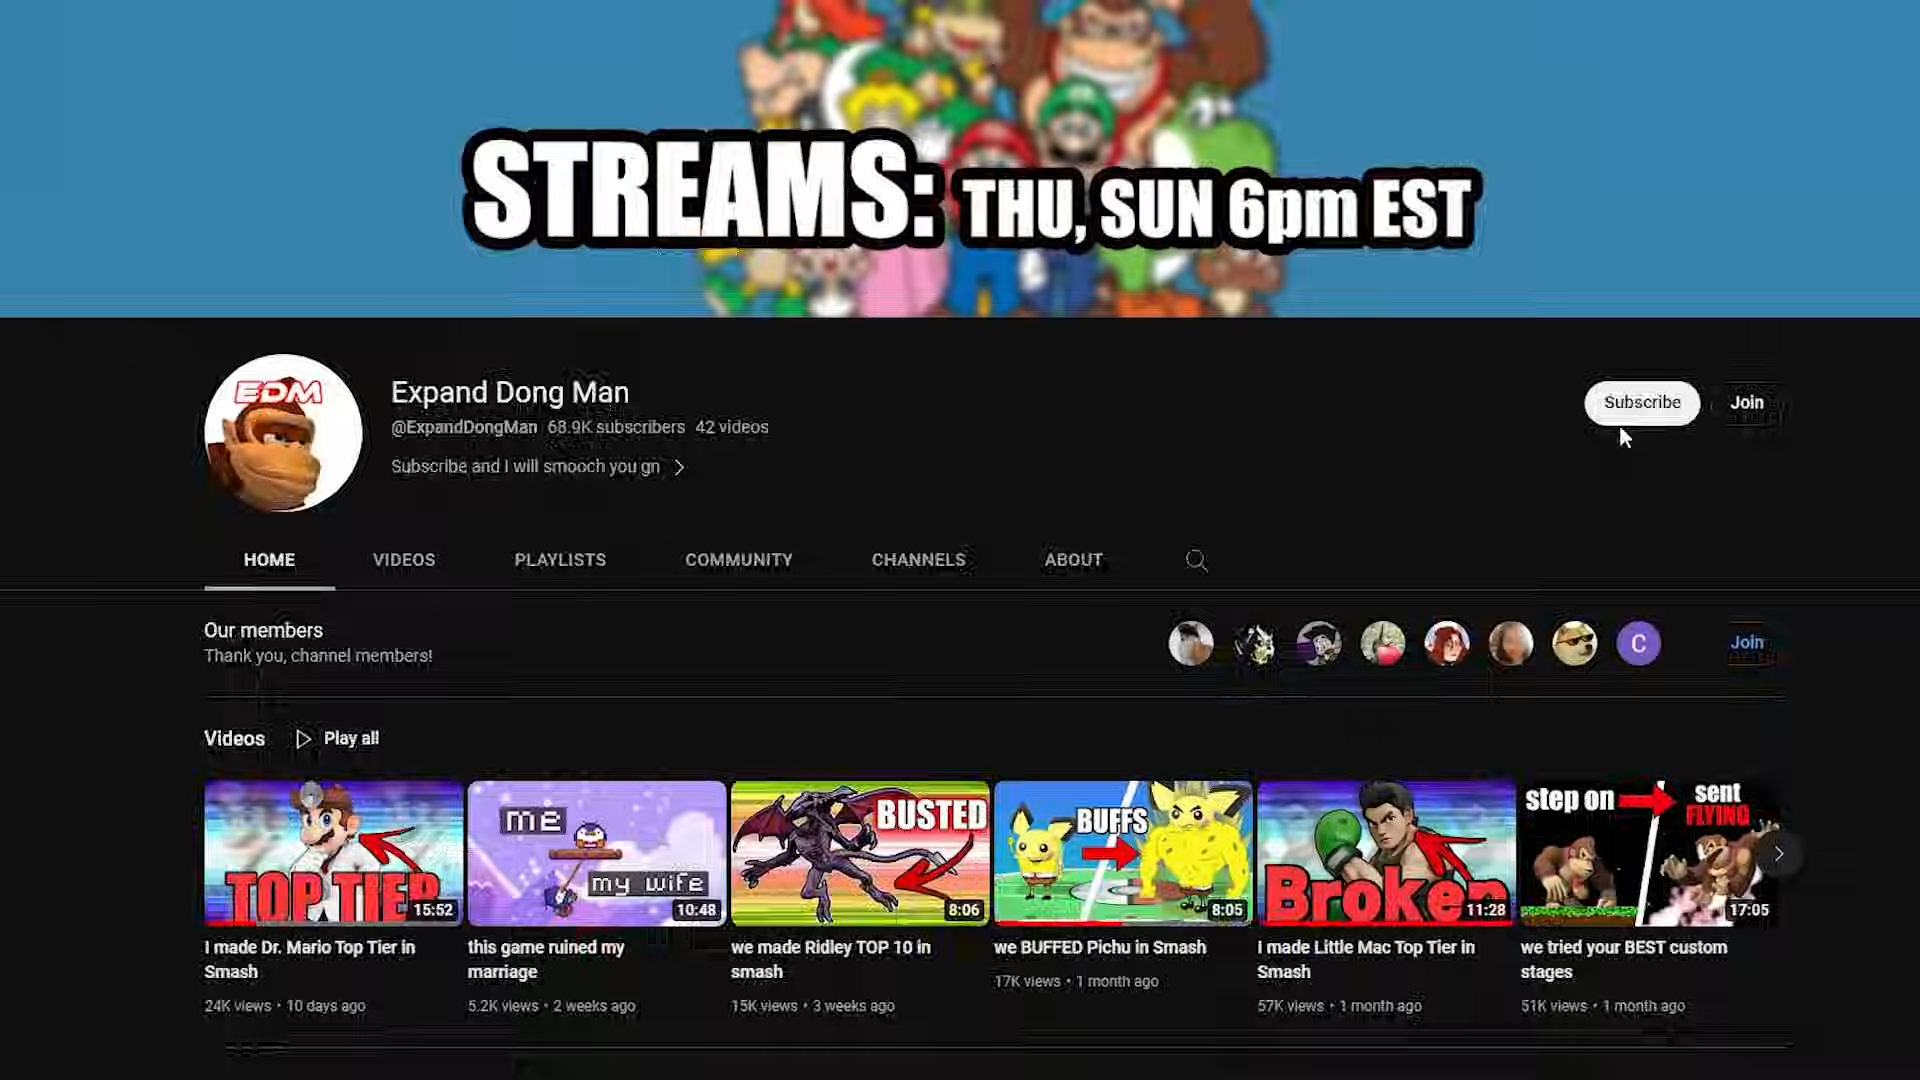 STREAMS: THU, SUN 6pm EST
EDM
Expand Dong Man
@ExpandDongMan 68.9K subscribers 42 videos
Subscribe and I will smooch you gn
Subscribe
Join
HOME
VIDEOS
PLAYLISTS
COMMUNITY
CHANNELS
ABOUT
Our members
Thank you, channel members!
C
Join
Videos
Play all
TOP TIER
15:52
me
my wife
10:48
BUSTED
8:06
BUFFS
8:05
Broken
11:28
step on
sent
FLYING
17:05
I made Dr. Mario Top Tier in
Smash
24K views • 10 days ago
this game ruined my
marriage
5.2K views • 2 weeks ago
we made Ridley TOP 10 in
smash
15K views • 3 weeks ago
we BUFFED Pichu in Smash
17K views • 1 month ago
I made Little Mac Top Tier in
Smash
57K views • 1 month ago
we tried your BEST custom
stages
51K views • 1 month ago